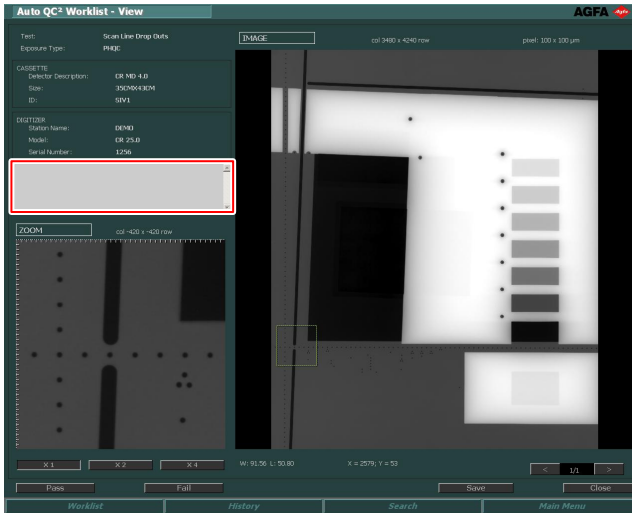 Auto QC² Worklist - View
AGFA
Agfa
Test: Scan Line Drop Outs
Exposure Type: PHQC
CASSETTE
Detector Description: CR MD 4.0
Size: 35CMX43CM
ID: SIV1
DIGITIZER
Station Name: DEMO
Model: CR 25.0
Serial Number: 1256
ZOOM col -420 x -420 row
X 1 X 2 X 4
IMAGE col 3480 x 4240 row pixel: 100 x 100 µm
W: 91.56 L: 50.80 X = 2579; Y = 53
< 1/1 >
Pass Fail Save Close
Worklist History Search Main Menu